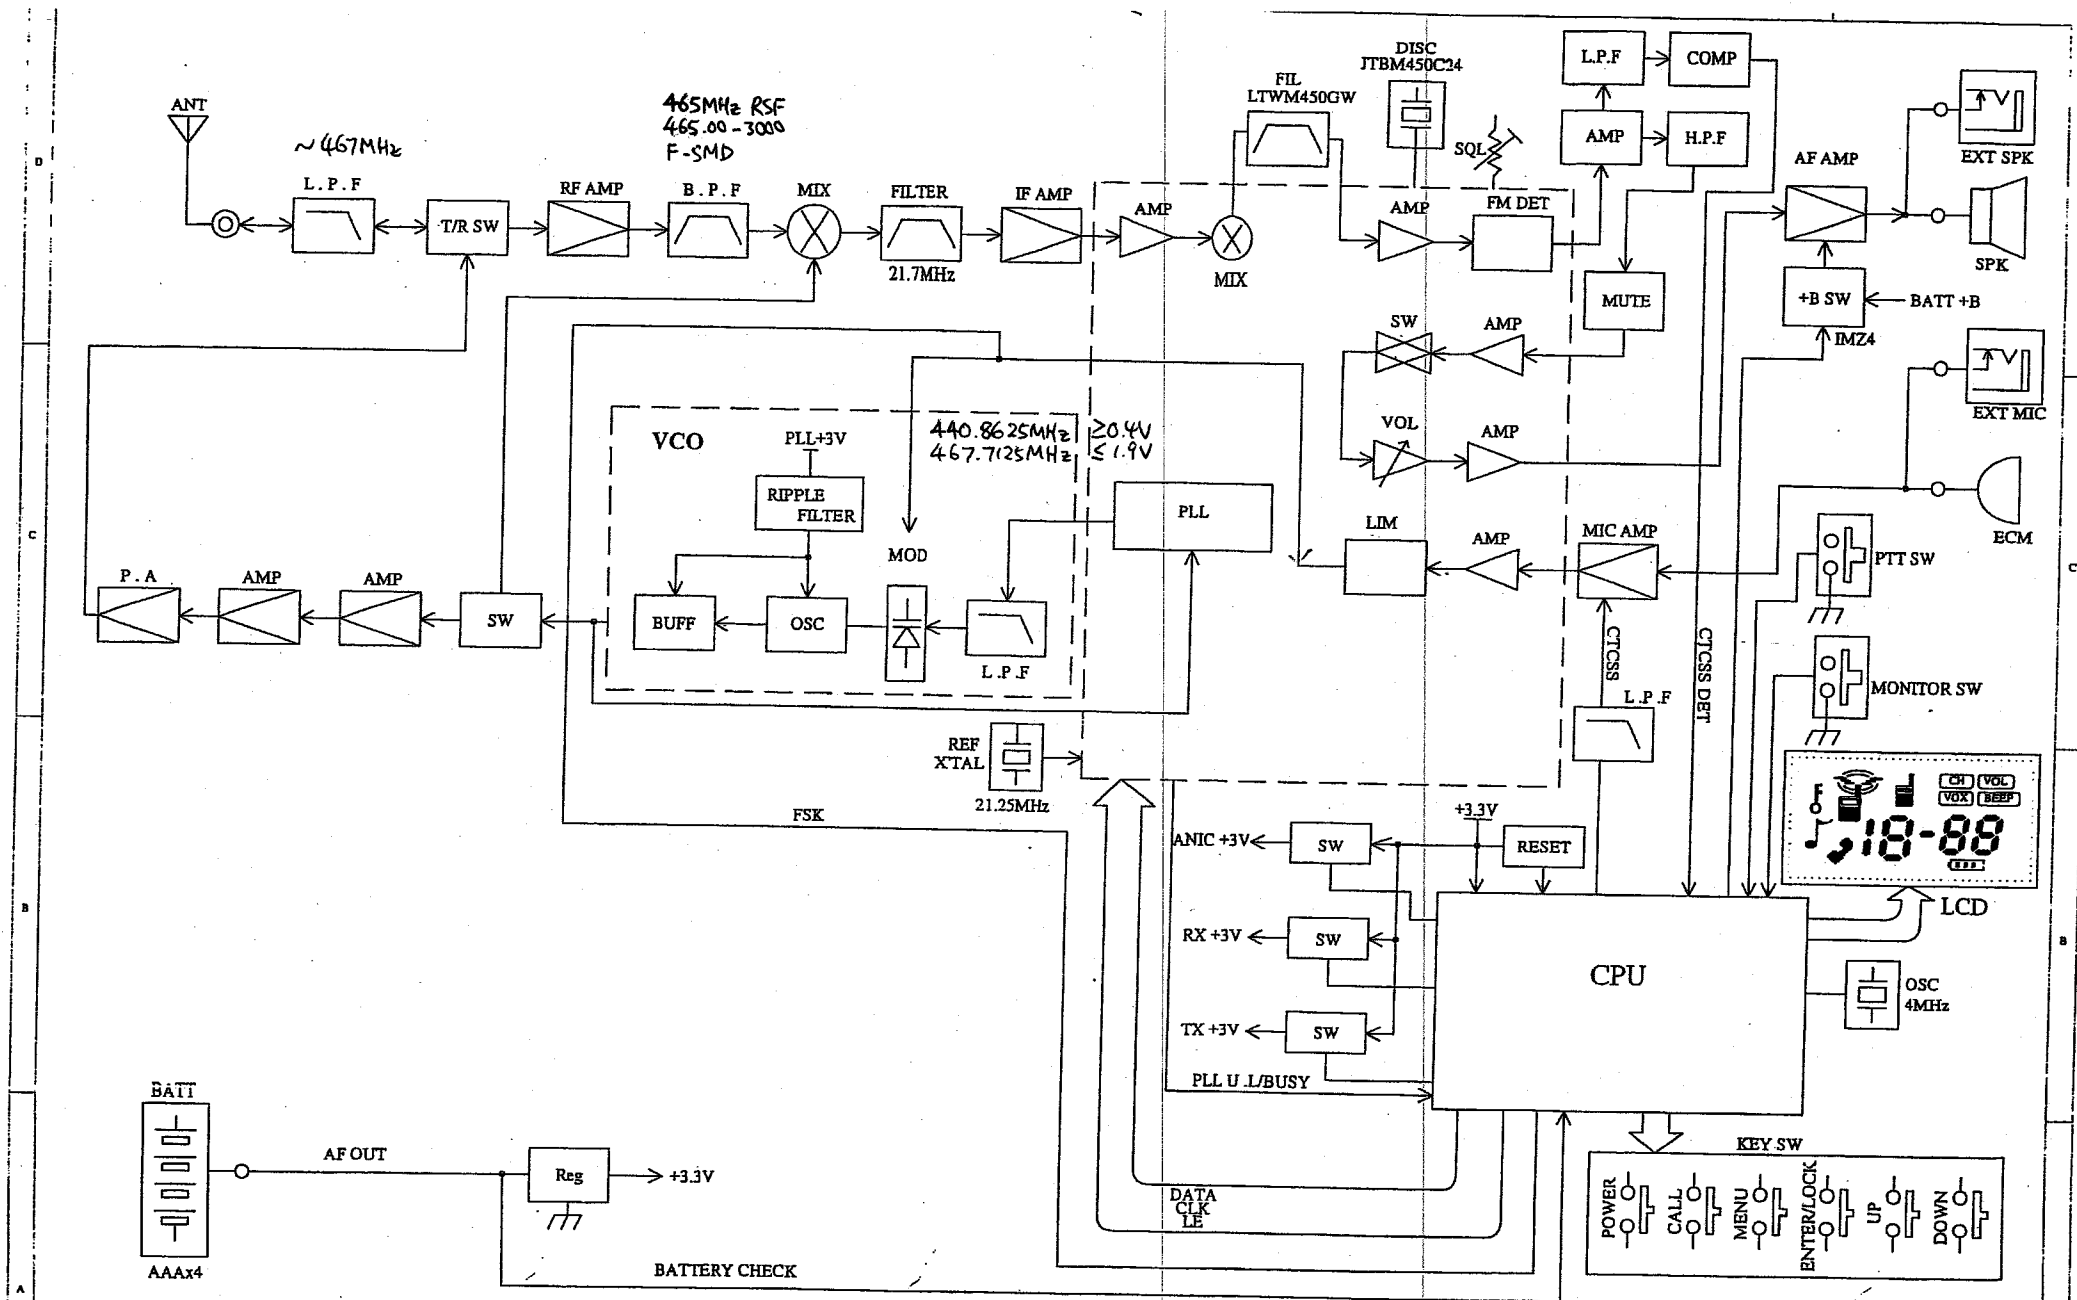 DISC
JTBM450C24
L.P.F
COMP
FIL
LTWM450GW
ANT
465MHz RSF
465.00-3000
F-SMD
~467MHz
AMP
H.P.F
SQL
EXT SPK
AF AMP
L.P.F
T/R SW
RF AMP
B.P.F
MIX
FILTER
21.7MHz
IF AMP
AMP
MIX
AMP
FM DET
SPK
MUTE
+B SW
BATT +B
IMZ4
SW
AMP
EXT MIC
VCO
PLL+3V
440.8625MHz ≥0.4V
467.7125MHz ≤1.9V
VOL
AMP
RIPPLE
FILTER
PLL
LIM
AMP
MIC AMP
ECM
PTT SW
MOD
P.A
AMP
AMP
SW
BUFF
OSC
L.P.F
CTCSS
CTCSS DET
MONITOR SW
L.P.F
REF
X'TAL
21.25MHz
FSK
CH
VOL
VOX
BEEP
18-88
LCD
+3.3V
RESET
ANIC +3V
SW
RX +3V
SW
TX +3V
SW
CPU
OSC
4MHz
PLL U.L/BUSY
BATT
AAAx4
AF OUT
Reg
+3.3V
DATA
CLK
LE
BATTERY CHECK
KEY SW
POWER
CALL
MENU
ENTER/LOCK
UP
DOWN
D
C
B
A
C
B